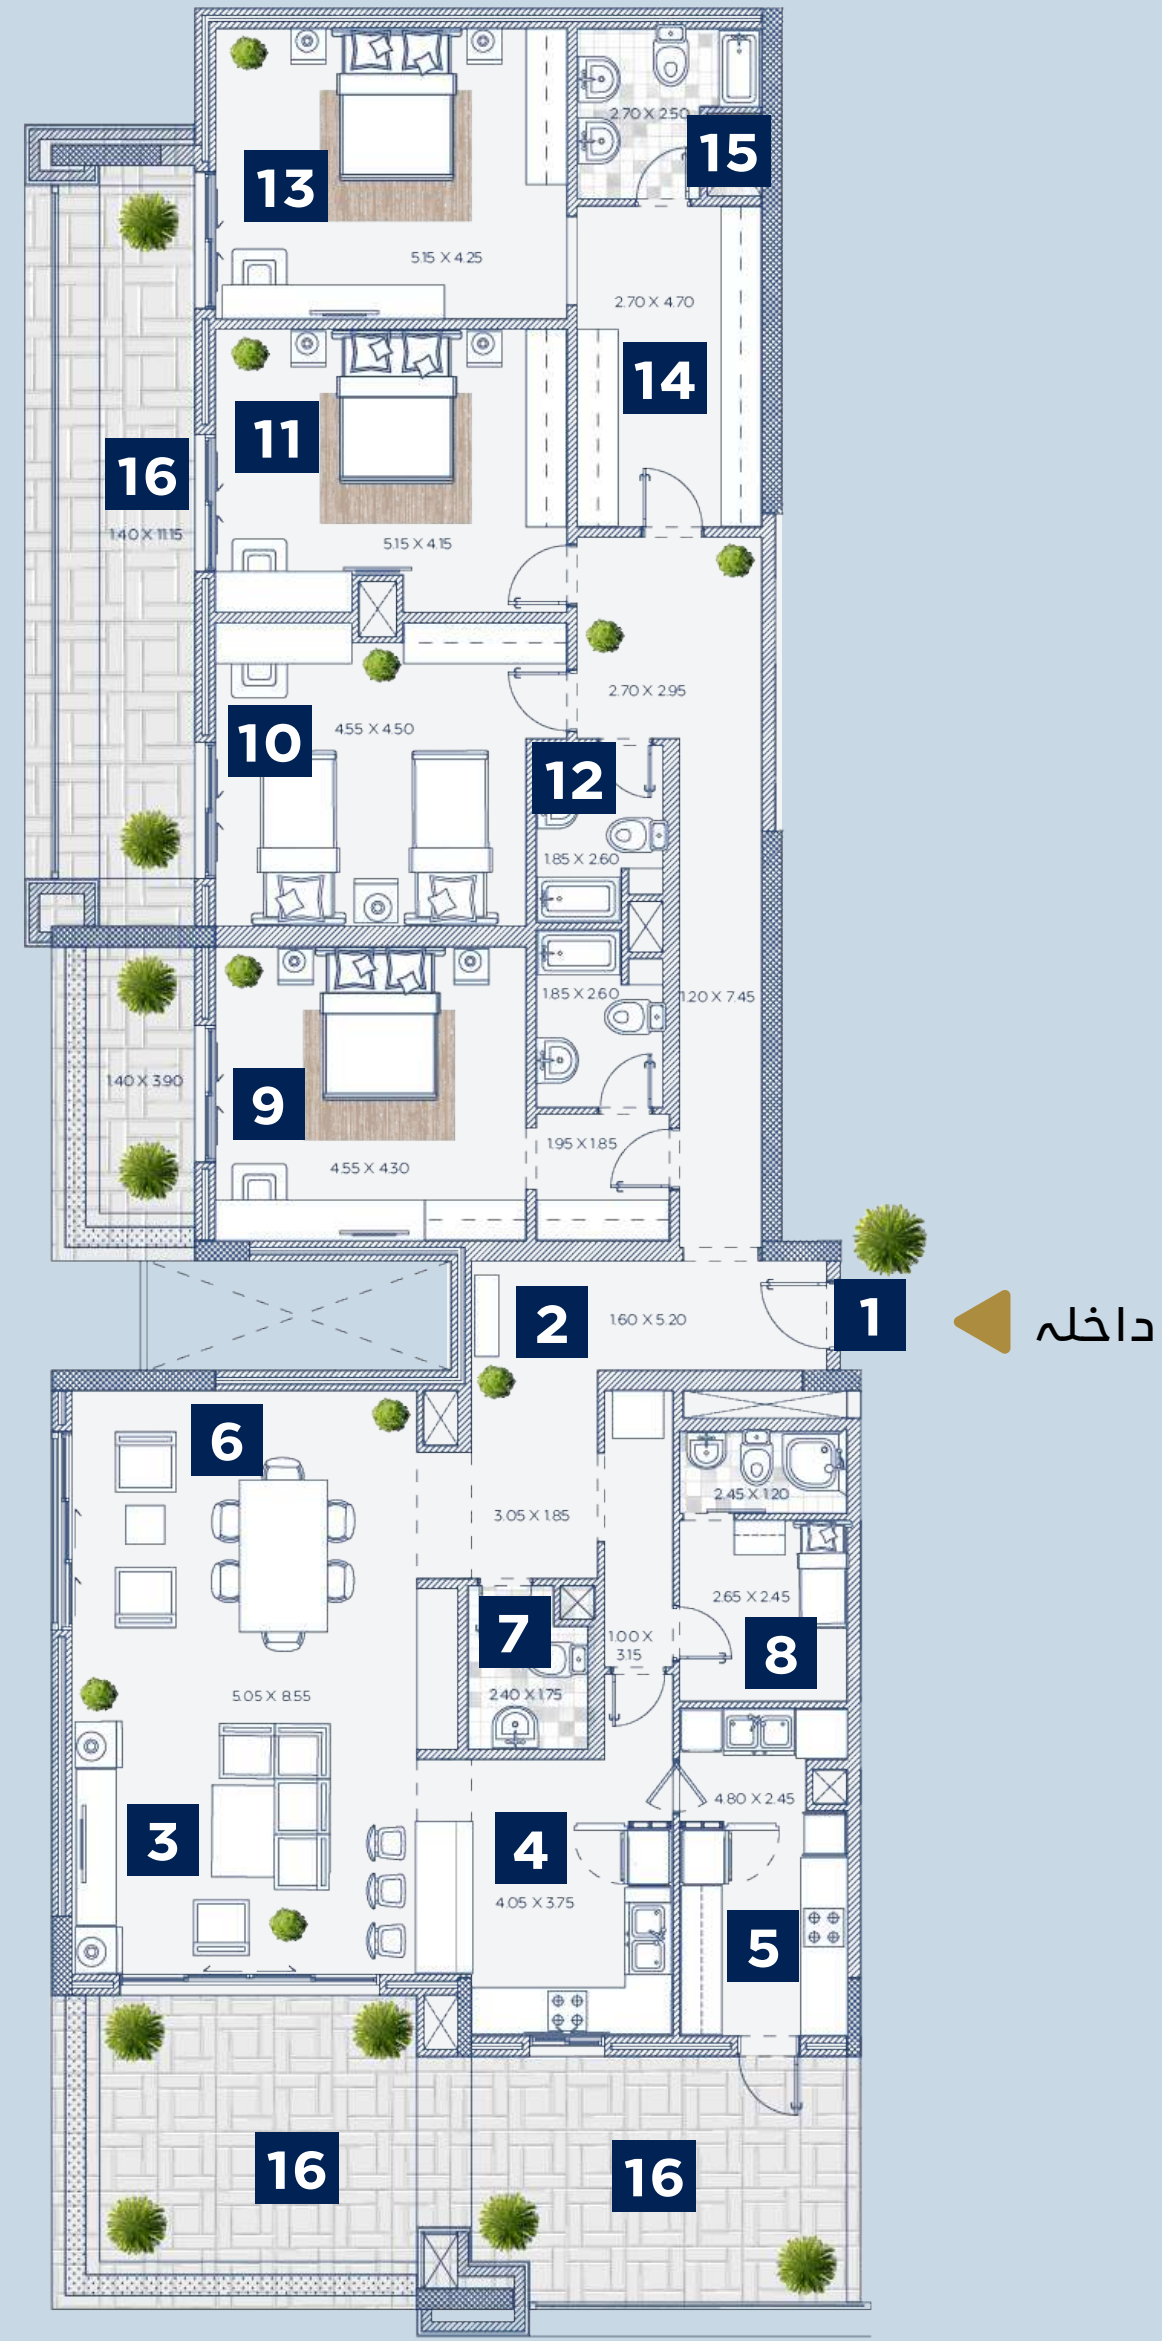 2.70 X 2.50
15
13
5.15 X 4.25
2.70 X 4.70
14
11
16
1.40 X 11.15
5.15 X 4.15
2.70 X 2.95
10
4.55 X 4.50
12
1.85 X 2.60
1.85 X 2.60
1.20 X 7.45
1.40 X 3.90
9
1.95 X 1.85
4.55 X 4.30
2
1.60 X 5.20
1
داخلہ
6
2.45 X 1.20
3.05 X 1.85
2.65 X 2.45
7
1.00 X
3.15
8
5.05 X 8.55
2.40 X 1.75
4.80 X 2.45
3
4
4.05 X 3.75
5
16
16